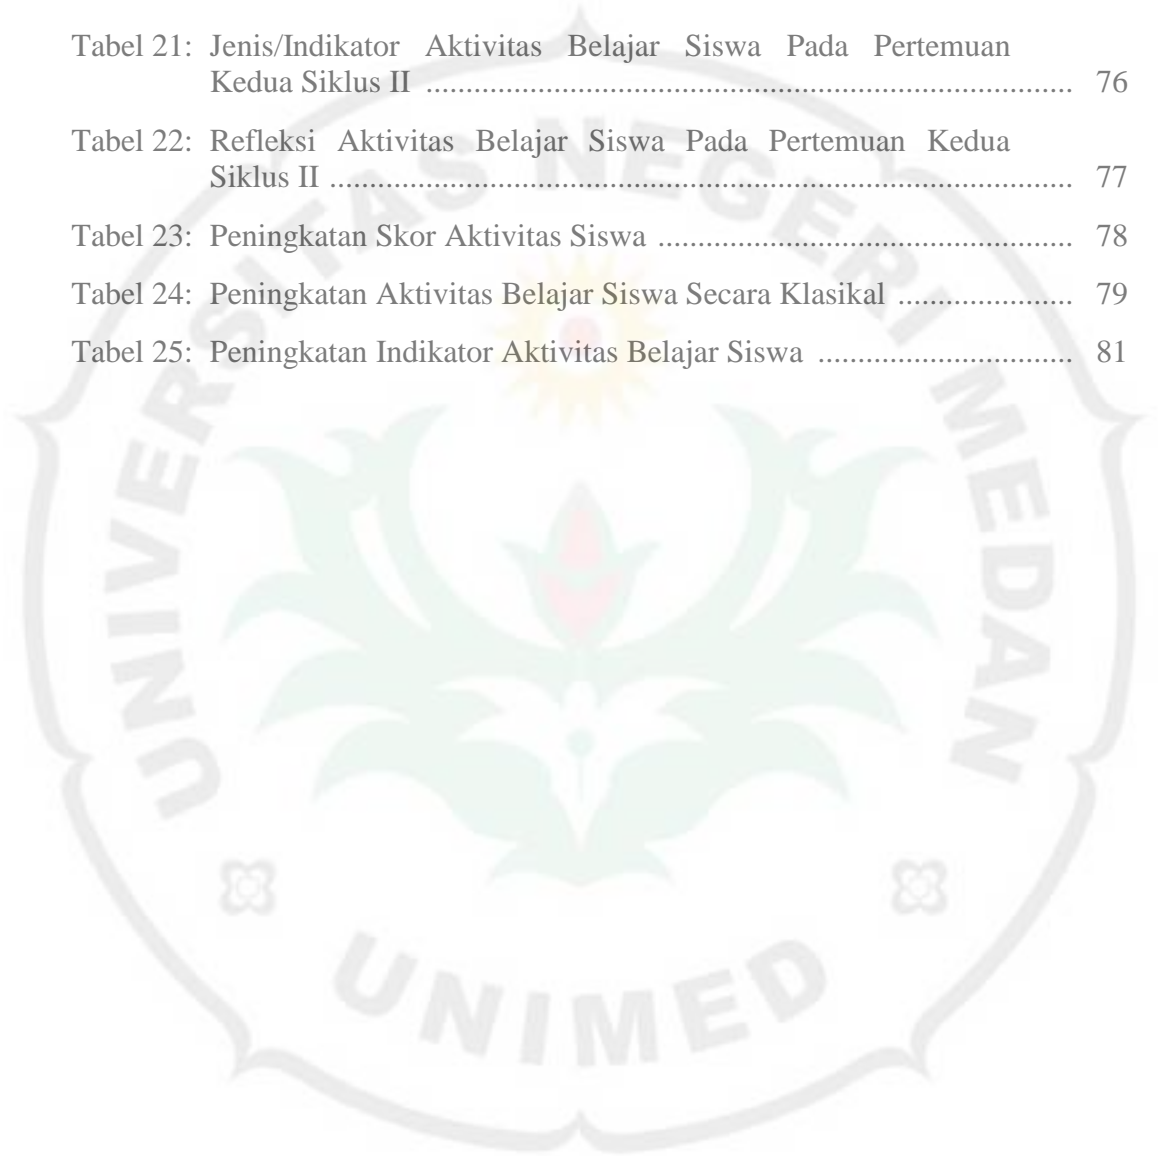 Tabel 21: Jenis/Indikator Aktivitas Belajar Siswa Pada Pertemuan
Kedua Siklus II ................................................................................. 76
Tabel 22: Refleksi Aktivitas Belajar Siswa Pada Pertemuan Kedua
Siklus II ............................................................................................. 77
Tabel 23: Peningkatan Skor Aktivitas Siswa .................................................... 78
Tabel 24: Peningkatan Aktivitas Belajar Siswa Secara Klasikal ...................... 79
Tabel 25: Peningkatan Indikator Aktivitas Belajar Siswa ................................ 81
UNIVERSITAS NEGERI MEDAN
UNIMED